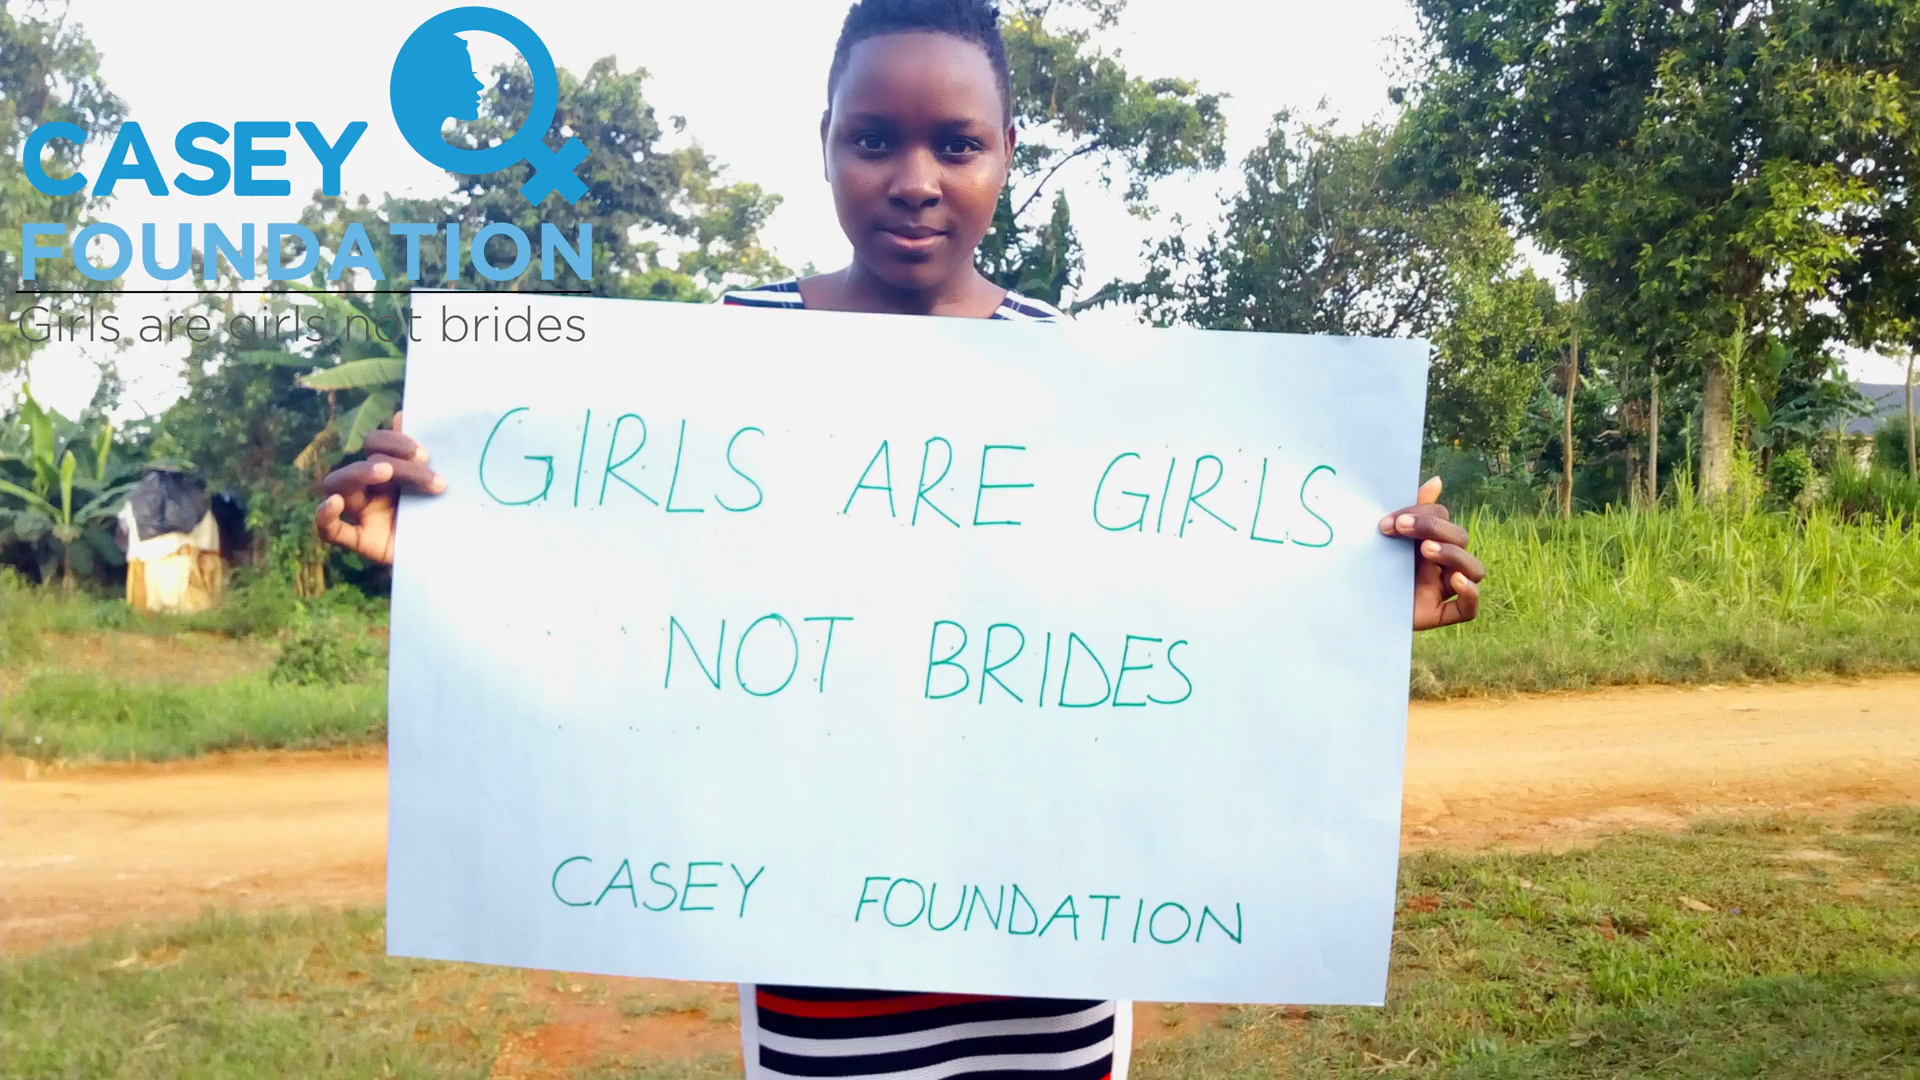 CASEY
FOUNDATION
Girls are girls not brides
GIRLS ARE GIRLS
NOT BRIDES
CASEY FOUNDATION